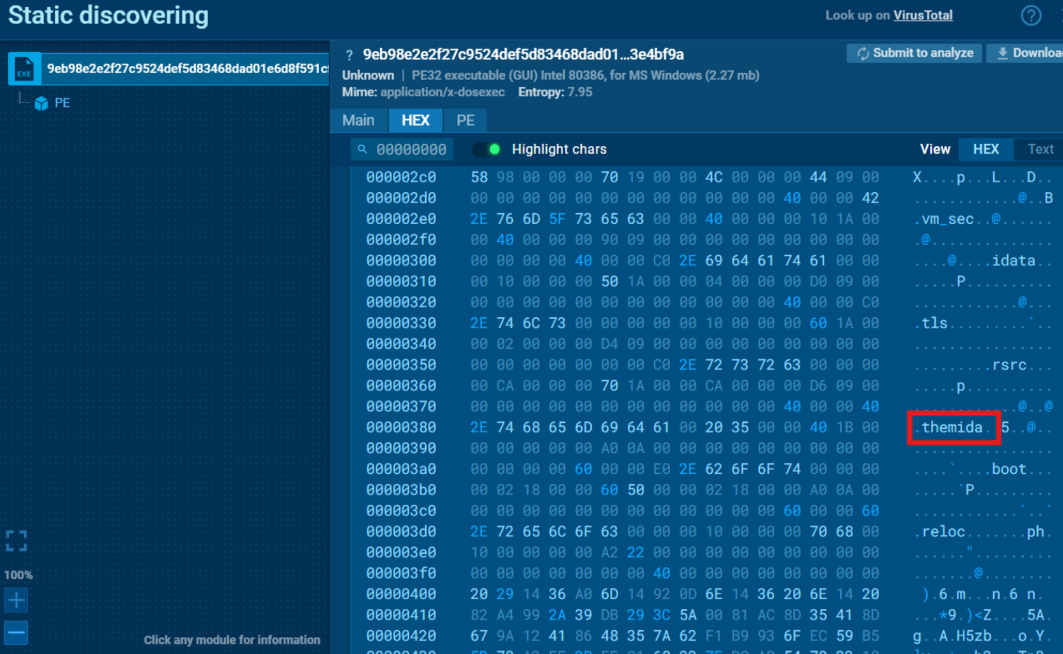 Static discovering
Look up on VirusTotal
?
EXE
9eb98e2e2f27c9524def5d83468dad01e6d8f591c
PE
? 9eb98e2e2f27c9524def5d83468dad01...3e4bf9a
Submit to analyze
Downloa
Unknown | PE32 executable (GUI) Intel 80386, for MS Windows (2.27 mb)
Mime: application/x-dosexec Entropy: 7.95
Main HEX PE
00000000 Highlight chars View HEX Text
000002c0 58 98 00 00 00 70 19 00 00 4C 00 00 00 44 09 00 X....p...L...D..
000002d0 00 00 00 00 00 00 00 00 00 00 00 00 40 00 00 42 ............@..B
000002e0 2E 76 6D 5F 73 65 63 00 00 40 00 00 00 10 1A 00 .vm_sec..@......
000002f0 00 40 00 00 00 90 09 00 00 00 00 00 00 00 00 00 .@..............
00000300 00 00 00 00 40 00 00 C0 2E 69 64 61 74 61 00 00 ....@....idata..
00000310 00 10 00 00 00 50 1A 00 00 04 00 00 00 D0 09 00 .....P..........
00000320 00 00 00 00 00 00 00 00 00 00 00 00 40 00 00 C0 ............@...
00000330 2E 74 6C 73 00 00 00 00 00 10 00 00 00 60 1A 00 .tls.........`..
00000340 00 02 00 00 00 D4 09 00 00 00 00 00 00 00 00 00 ................
00000350 00 00 00 00 00 00 00 C0 2E 72 73 72 63 00 00 00 .........rsrc...
00000360 00 CA 00 00 00 70 1A 00 00 CA 00 00 00 D6 09 00 .....p..........
00000370 00 00 00 00 00 00 00 00 00 00 00 00 40 00 00 40 ............@..@
00000380 2E 74 68 65 6D 69 64 61 00 20 35 00 00 40 1B 00 .themida. 5..@..
00000390 00 00 00 00 00 A0 0A 00 00 00 00 00 00 00 00 00 ................
000003a0 00 00 00 00 60 00 00 E0 2E 62 6F 6F 74 00 00 00 ....`....boot...
000003b0 00 02 18 00 00 60 50 00 00 02 18 00 00 A0 0A 00 .....`P.........
000003c0 00 00 00 00 00 00 00 00 00 00 00 00 60 00 00 60 ............`..`
000003d0 2E 72 65 6C 6F 63 00 00 00 10 00 00 00 70 68 00 .reloc.......ph.
000003e0 10 00 00 00 00 A2 22 00 00 00 00 00 00 00 00 00 ......".........
000003f0 00 00 00 00 00 00 00 40 00 00 00 00 00 00 00 00 .......@........
00000400 20 29 14 36 A0 6D 14 92 0D 6E 14 36 20 6E 14 20 ).6.m...n.6 n.
00000410 82 A4 99 2A 39 DB 29 3C 5A 00 81 AC 8D 35 41 8D ...*9.)<Z....5A.
00000420 67 9A 12 41 86 48 35 7A 62 F1 B9 93 6F EC 59 B5 g..A.H5zb...o.Y.
100%
Click any module for information